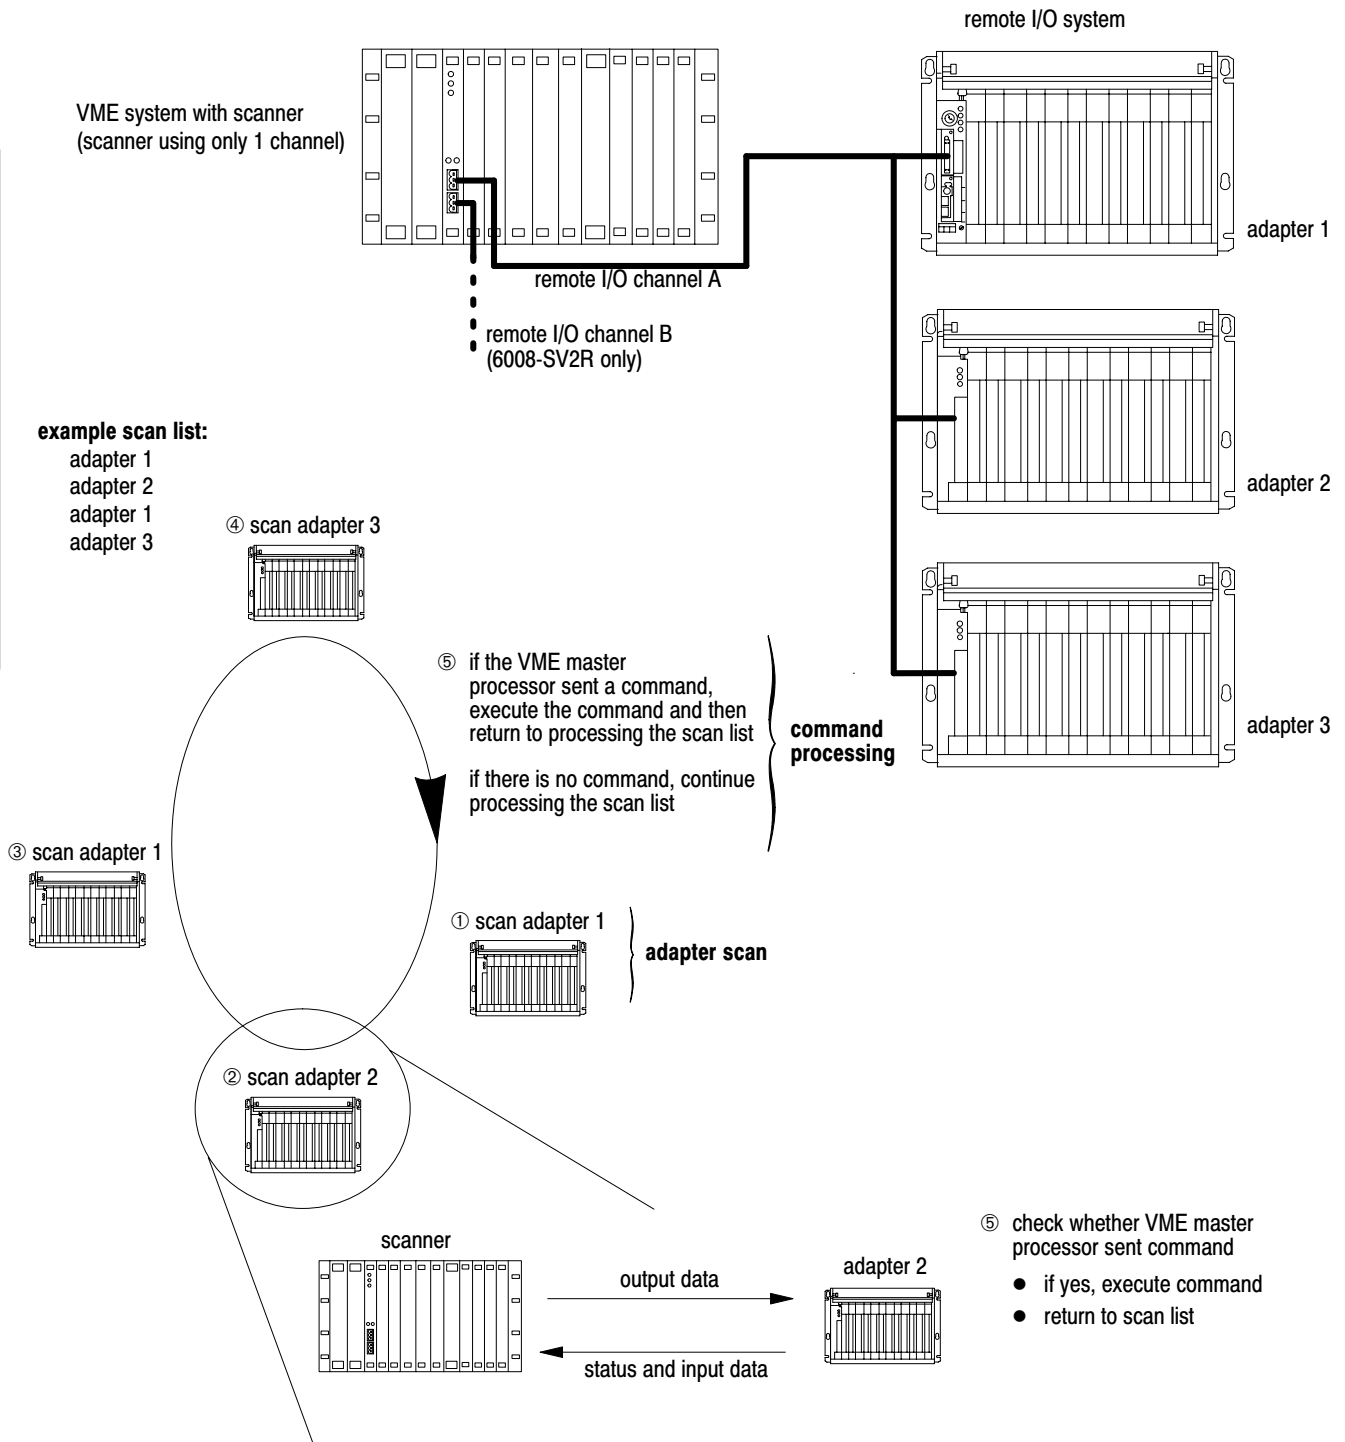 remote I/O system
VME system with scanner
(scanner using only 1 channel)
adapter 1
remote I/O channel A
remote I/O channel B
(6008-SV2R only)
example scan list:
adapter 1
adapter 2
adapter 1
adapter 3
adapter 2
④ scan adapter 3
⑤ if the VME master
processor sent a command,
execute the command and then
return to processing the scan list
if there is no command, continue
processing the scan list
command
processing
adapter 3
③ scan adapter 1
① scan adapter 1
adapter scan
② scan adapter 2
scanner
output data
status and input data
adapter 2
⑤ check whether VME master
processor sent command
● if yes, execute command
● return to scan list